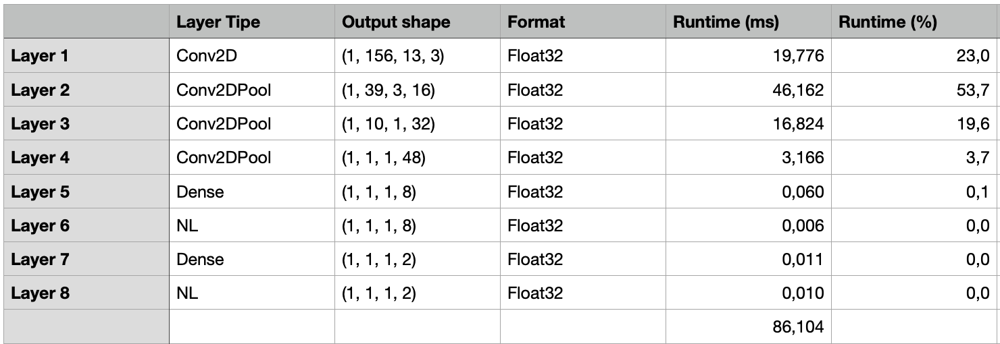 Layer Tipe Output shape Format Runtime (ms) Runtime (%)
Layer 1 Conv2D (1, 156, 13, 3) Float32 19,776 23,0
Layer 2 Conv2DPool (1, 39, 3, 16) Float32 46,162 53,7
Layer 3 Conv2DPool (1, 10, 1, 32) Float32 16,824 19,6
Layer 4 Conv2DPool (1, 1, 1, 48) Float32 3,166 3,7
Layer 5 Dense (1, 1, 1, 8) Float32 0,060 0,1
Layer 6 NL (1, 1, 1, 8) Float32 0,006 0,0
Layer 7 Dense (1, 1, 1, 2) Float32 0,011 0,0
Layer 8 NL (1, 1, 1, 2) Float32 0,010 0,0
86,104